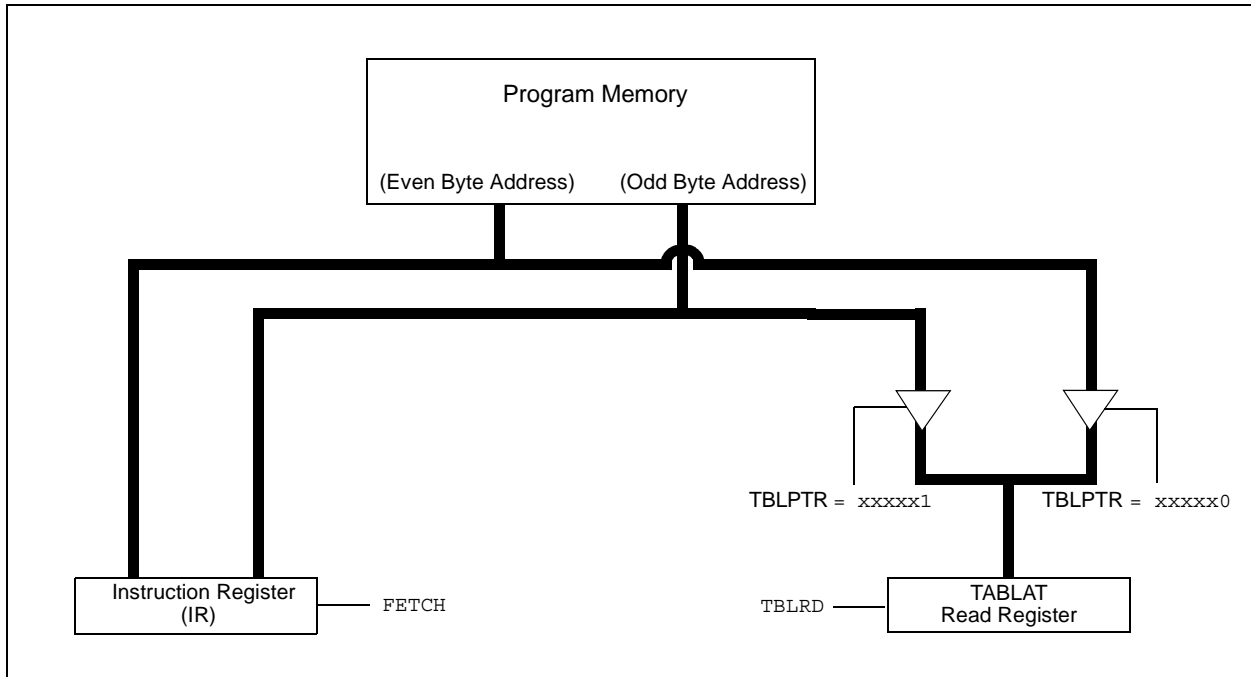 Program Memory
(Even Byte Address) (Odd Byte Address)
TBLPTR = xxxxx1 TBLPTR = xxxxx0
Instruction Register
(IR)
FETCH
TBLRD
TABLAT
Read Register